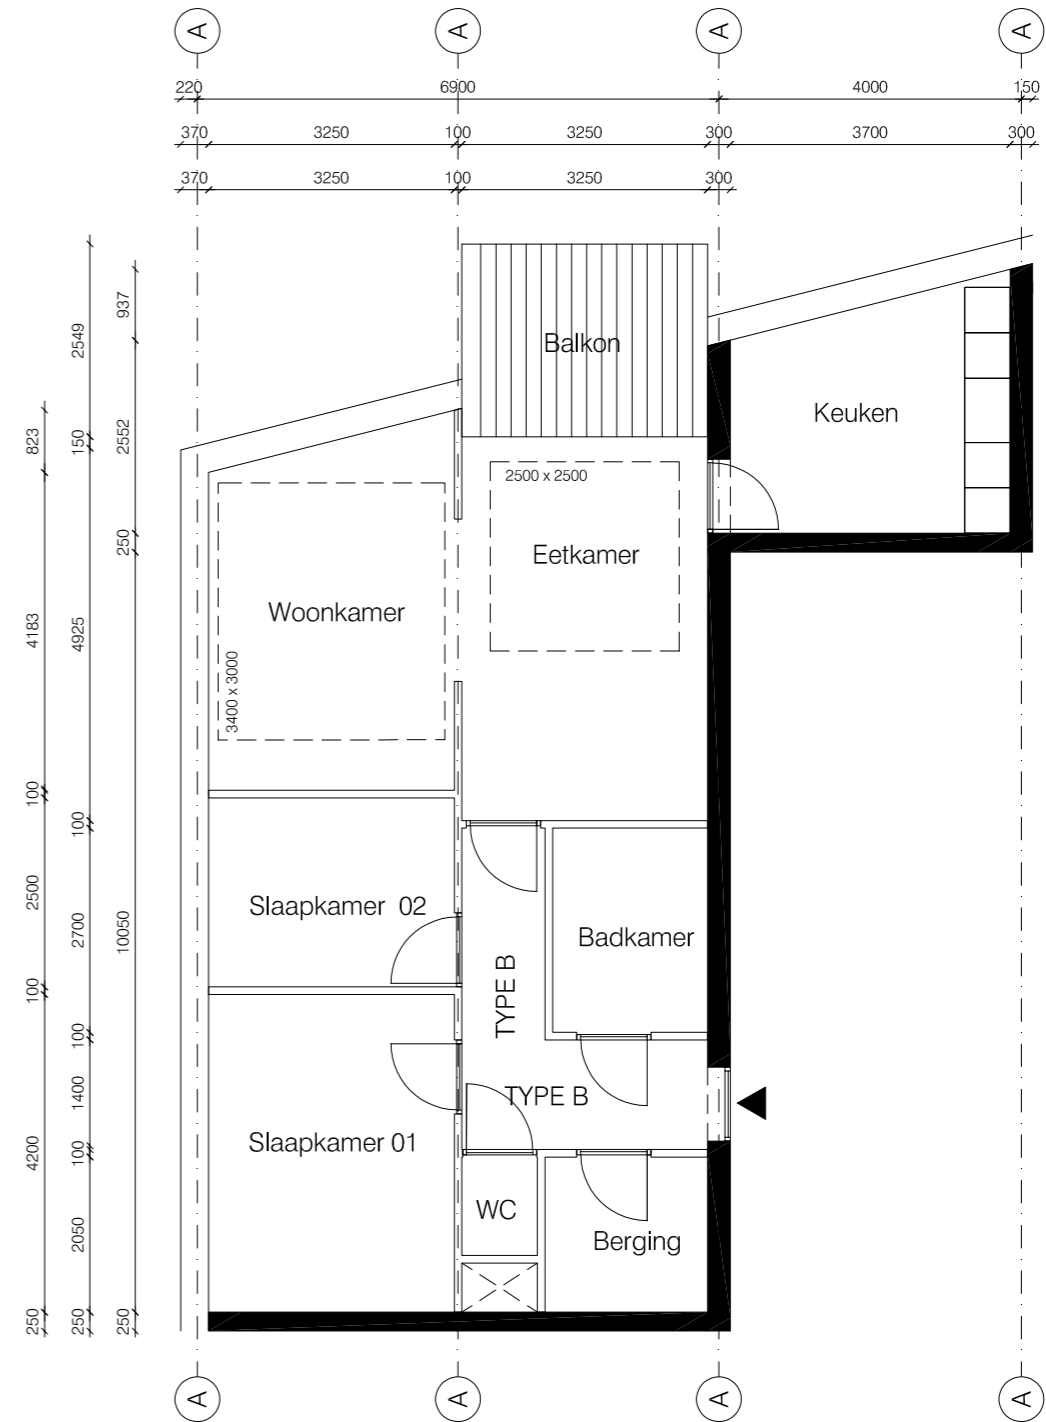 A A A A
220 6900 4000 150
370 3250 100 3250 300 3700 300
370 3250 100 3250 300
937
2549
Balkon
Keuken
823
150
2552
2500 x 2500
250
Eetkamer
Woonkamer
4183
4925
3400 x 3000
100
100
Slaapkamer 02
2500
2700
10050
Badkamer
TYPE B
100
100
TYPE B
1400
Slaapkamer 01
4200
100
WC
2050
Berging
250
250
250
A A A A